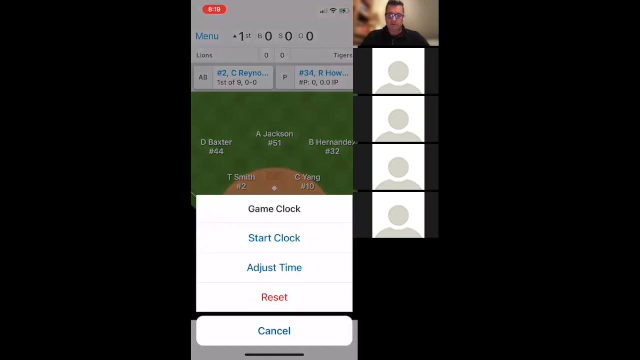 8:19
Menu
▲ 1st B 0 S 0 O 0
Lions 0 0 Tigers
AB #2, C Reyno... P #34, R How...
1st of 9, 0-0 #P: 0, 0.0 IP
A Jackson
#51
D Baxter
#44
B Hernandez
#32
T Smith
#2
C Yang
#10
Game Clock
Start Clock
Adjust Time
Reset
Cancel